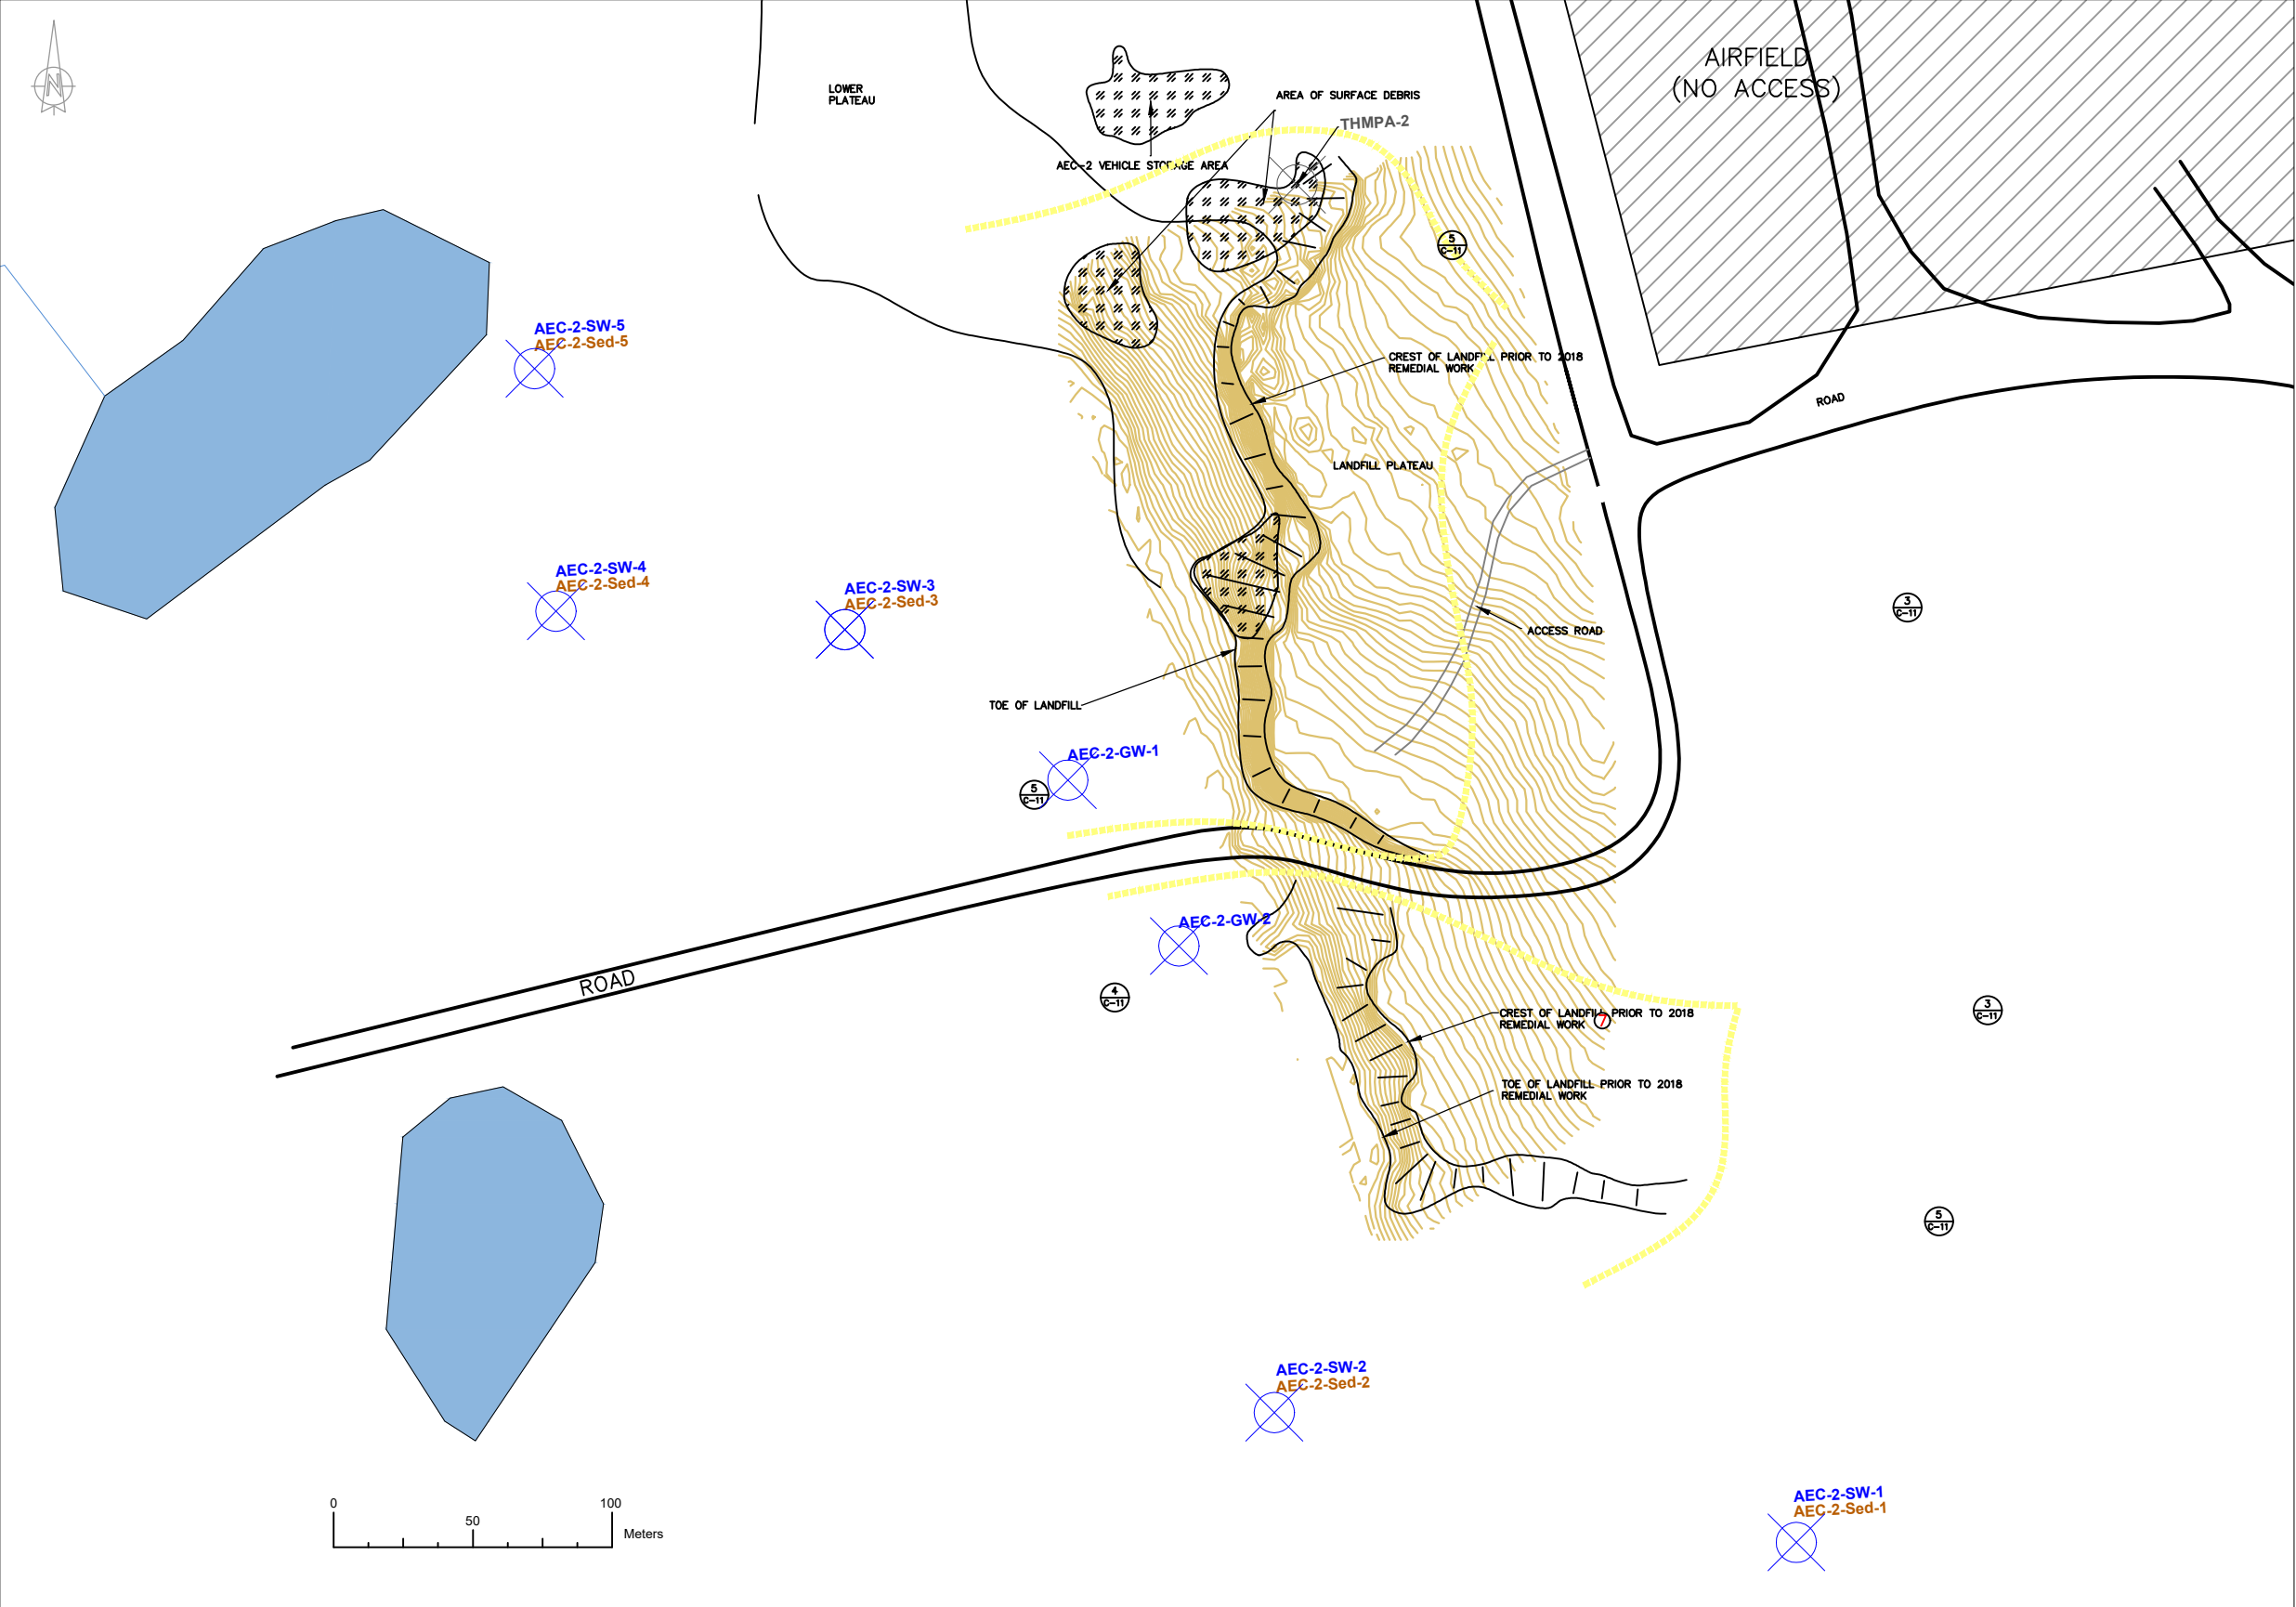 N
AIRFIELD
(NO ACCESS)
LOWER
PLATEAU
AREA OF SURFACE DEBRIS
THMPA-2
AEC-2 VEHICLE STORAGE AREA
5
C-11
AEC-2-SW-5
AEC-2-Sed-5
CREST OF LANDFILL PRIOR TO 2018
REMEDIAL WORK
ROAD
LANDFILL PLATEAU
AEC-2-SW-4
AEC-2-Sed-4
AEC-2-SW-3
AEC-2-Sed-3
3
C-11
ACCESS ROAD
TOE OF LANDFILL
AEC-2-GW-1
5
C-11
AEC-2-GW-2
ROAD
4
C-11
CREST OF LANDFILL PRIOR TO 2018
REMEDIAL WORK
7
3
C-11
TOE OF LANDFILL PRIOR TO 2018
REMEDIAL WORK
5
C-11
AEC-2-SW-2
AEC-2-Sed-2
AEC-2-SW-1
AEC-2-Sed-1
0
50
100
Meters